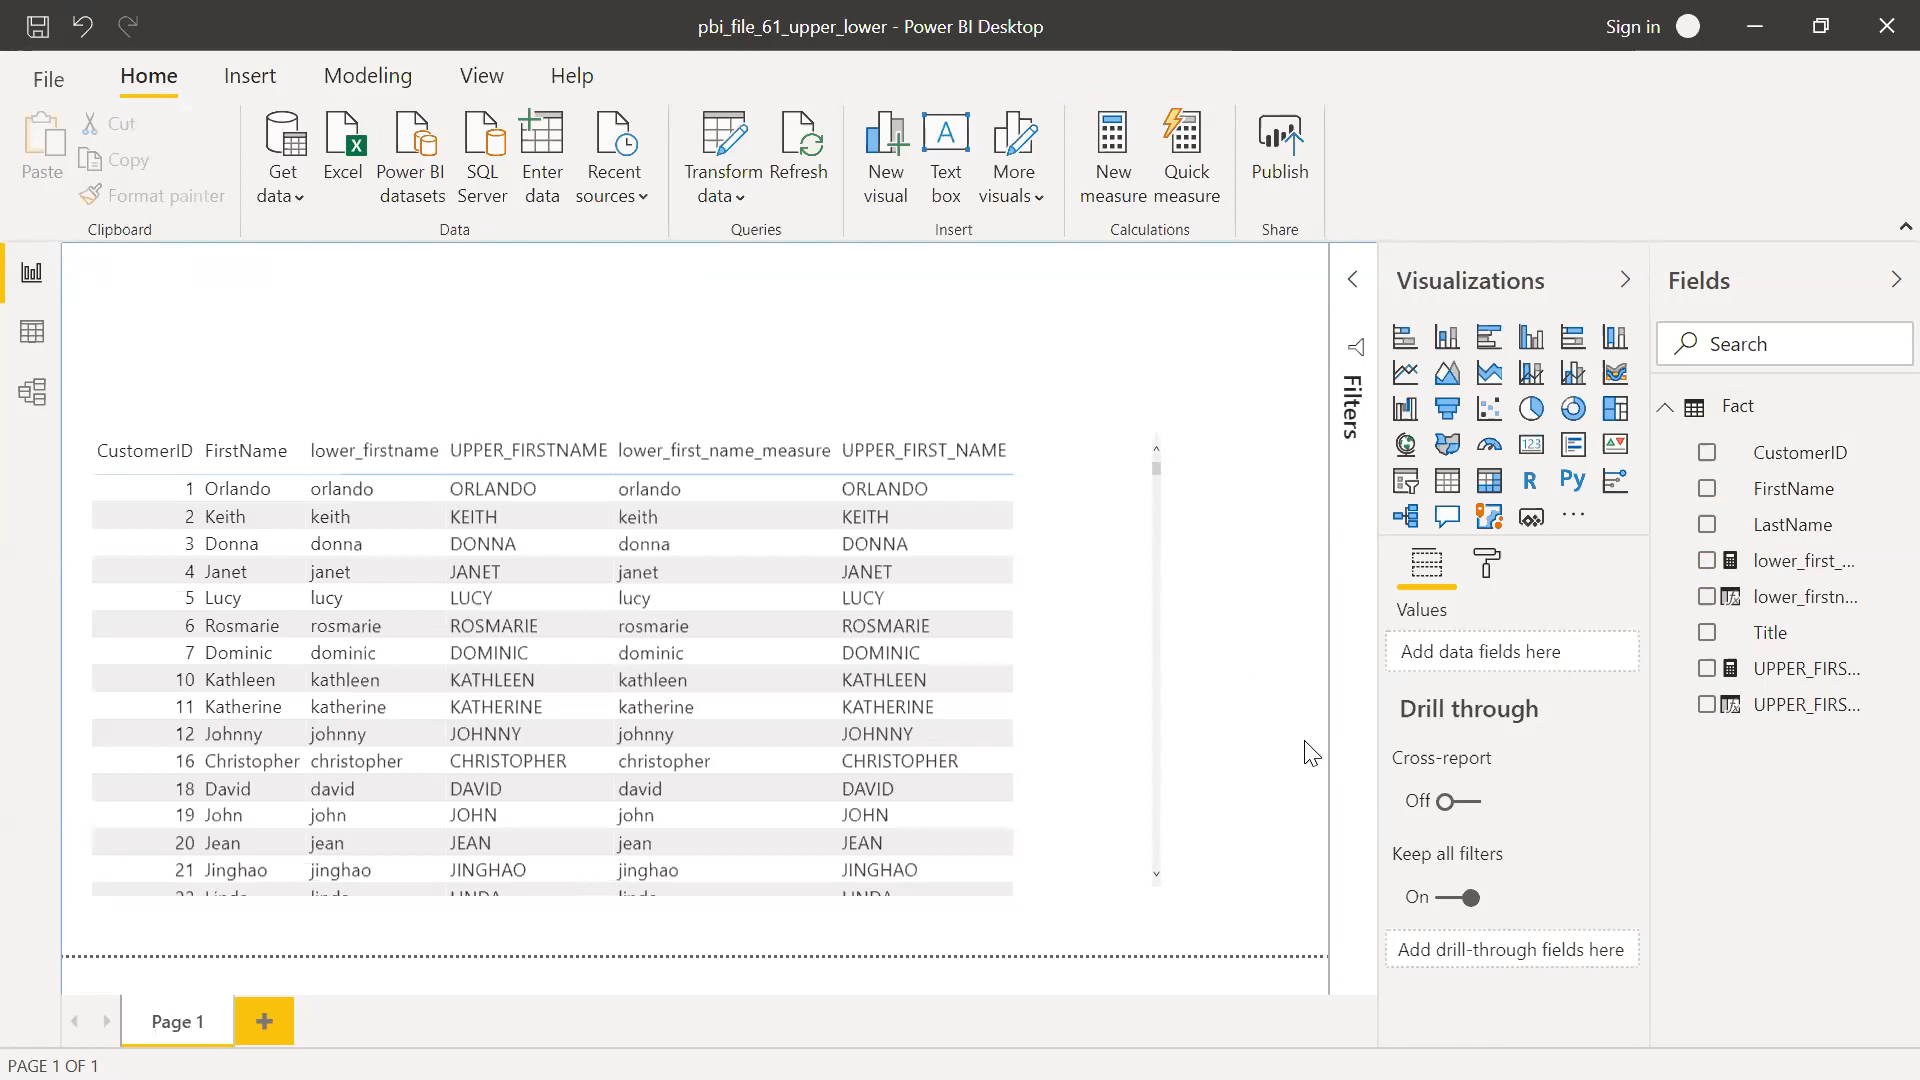 pbi_file_61_upper_lower - Power BI Desktop
Sign in
File Home Insert Modeling View Help
Paste
Cut
Copy
Format painter
Clipboard
Get data
Excel
Power BI datasets
SQL Server
Enter data
Recent sources
Data
Transform data
Refresh
Queries
New visual
A
Text box
More visuals
Insert
New measure
Quick measure
Calculations
Publish
Share
CustomerID FirstName lower_firstname UPPER_FIRSTNAME lower_first_name_measure UPPER_FIRST_NAME
1 Orlando orlando ORLANDO orlando ORLANDO
2 Keith keith KEITH keith KEITH
3 Donna donna DONNA donna DONNA
4 Janet janet JANET janet JANET
5 Lucy lucy LUCY lucy LUCY
6 Rosmarie rosmarie ROSMARIE rosmarie ROSMARIE
7 Dominic dominic DOMINIC dominic DOMINIC
10 Kathleen kathleen KATHLEEN kathleen KATHLEEN
11 Katherine katherine KATHERINE katherine KATHERINE
12 Johnny johnny JOHNNY johnny JOHNNY
16 Christopher christopher CHRISTOPHER christopher CHRISTOPHER
18 David david DAVID david DAVID
19 John john JOHN john JOHN
20 Jean jean JEAN jean JEAN
21 Jinghao jinghao JINGHAO jinghao JINGHAO
Filters
Visualizations
123
R
Py
...
Values
Add data fields here
Drill through
Cross-report
Off
Keep all filters
On
Add drill-through fields here
Fields
Search
Fact
CustomerID
FirstName
LastName
lower_first_...
lower_firstn...
Title
UPPER_FIRS...
UPPER_FIRS...
Page 1
PAGE 1 OF 1